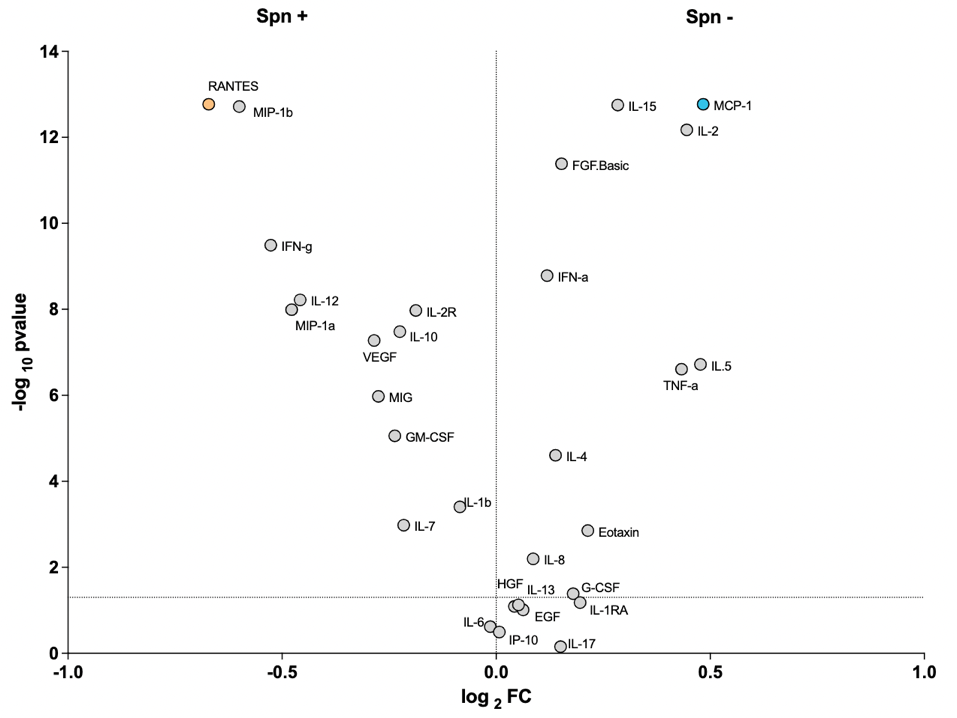 Spn + Spn -
14
RANTES
MIP-1b
IL-15
MCP-1
12
IL-2
FGF.Basic
10
IFN-g
IFN-a
8
IL-12
MIP-1a
IL-2R
IL-10
VEGF
IL.5
TNF-a
6
MIG
GM-CSF
IL-4
4
IL-1b
IL-7
Eotaxin
2
IL-8
HGF
IL-13
G-CSF
IL-1RA
EGF
IL-6
IP-10
IL-17
0
-1.0 -0.5 0.0 0.5 1.0
-log 10 pvalue
log 2 FC